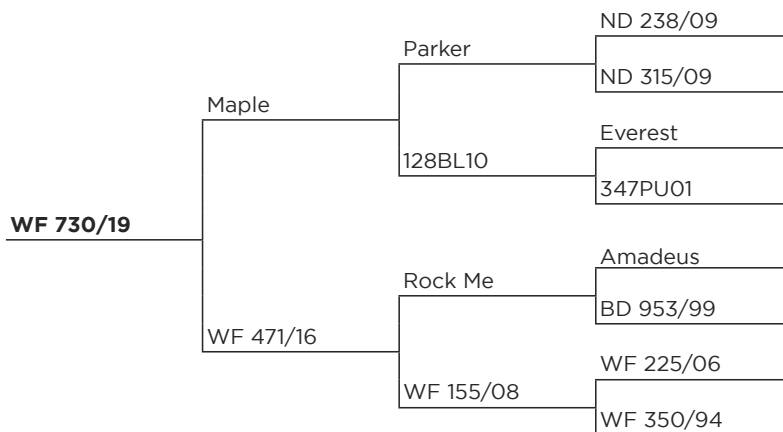 ND 238/09
Parker
ND 315/09
Maple
Everest
128BL10
347PU01
WF 730/19
Amadeus
Rock Me
BD 953/99
WF 471/16
WF 225/06
WF 155/08
WF 350/94